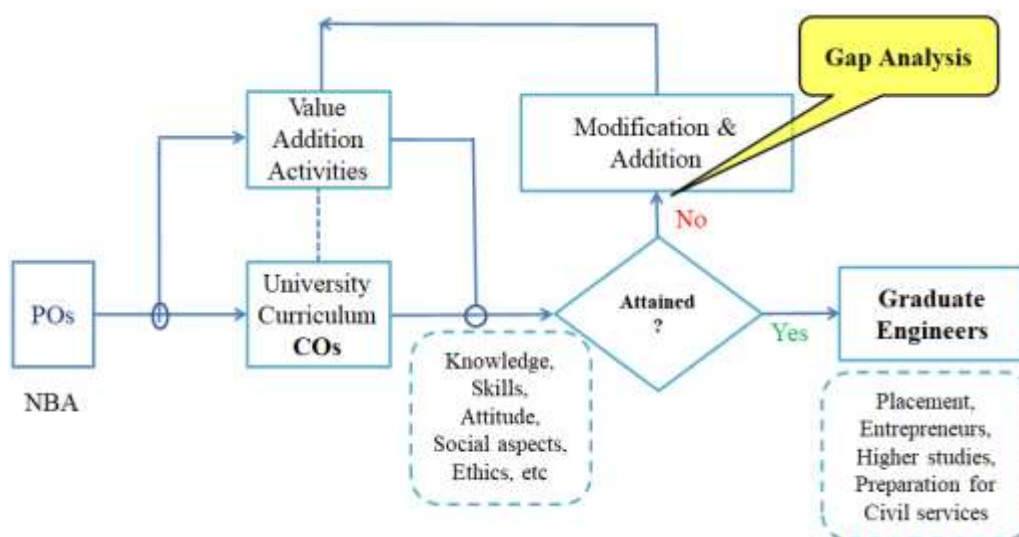 Gap Analysis
Value
Addition
Activities
Modification &
Addition
No
POs
NBA
University
Curriculum
COs
Attained
?
Yes
Graduate
Engineers
Knowledge,
Skills,
Attitude,
Social aspects,
Ethics, etc
Placement,
Entrepreneurs,
Higher studies,
Preparation for
Civil services